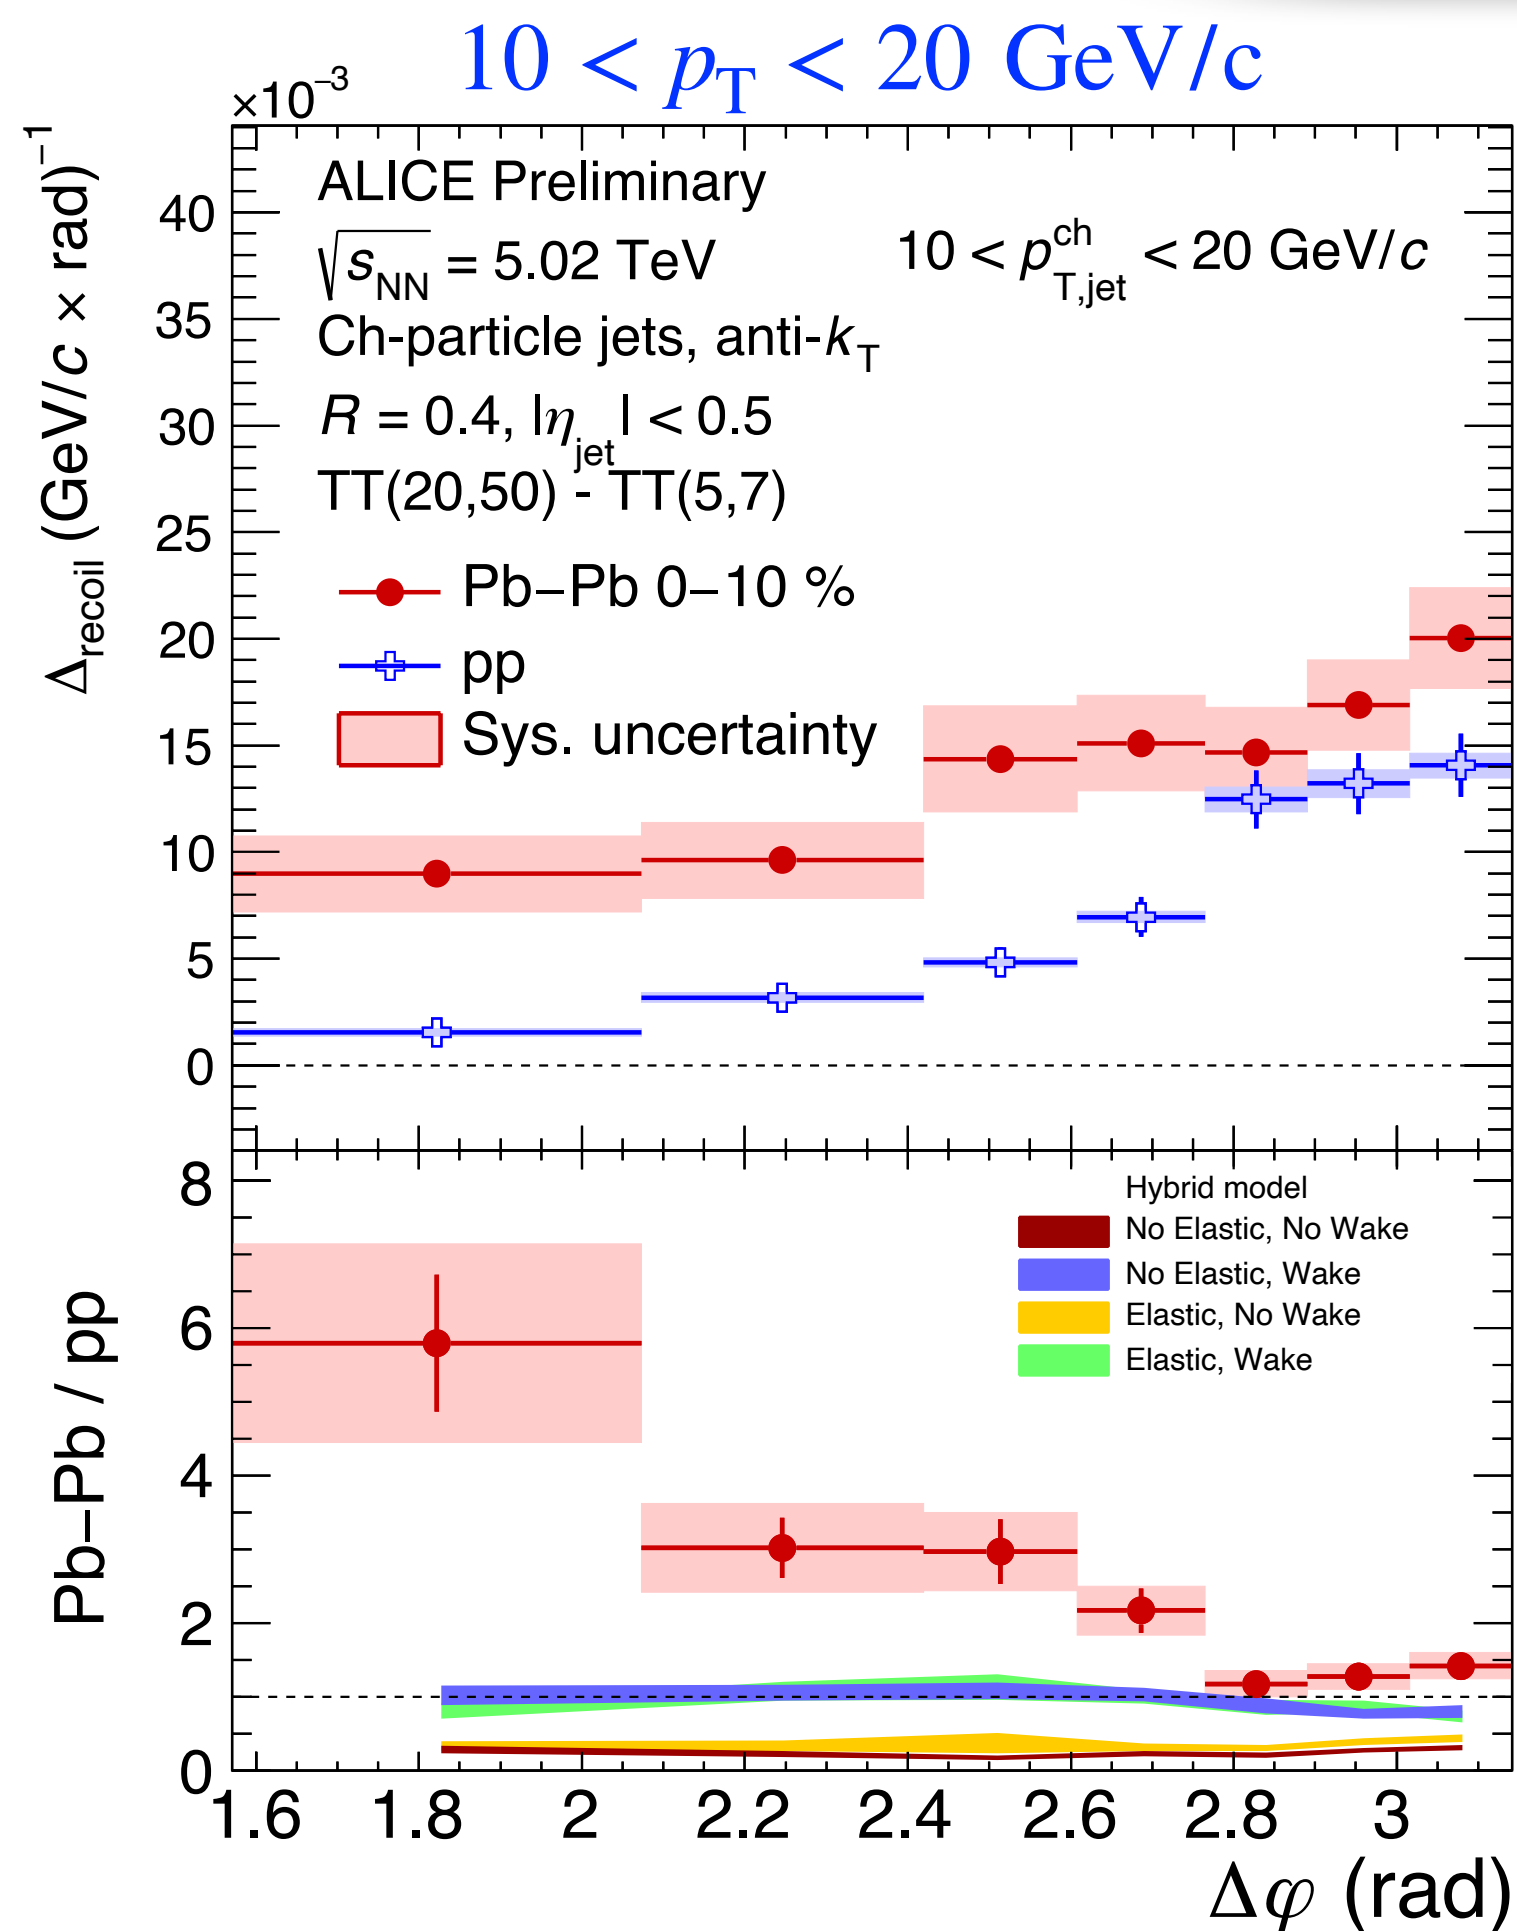 10 < pT < 20 GeV/c
×10⁻³
Δrecoil (GeV/c × rad)⁻¹
ALICE Preliminary
√sNN = 5.02 TeV
10 < p^ch T,jet < 20 GeV/c
Ch-particle jets, anti-kT
R = 0.4, |ηjet| < 0.5
TT(20,50) - TT(5,7)
Pb−Pb 0−10 %
pp
Sys. uncertainty
40
35
30
25
20
15
10
5
0
Pb−Pb / pp
8
6
4
2
0
Hybrid model
No Elastic, No Wake
No Elastic, Wake
Elastic, No Wake
Elastic, Wake
1.6 1.8 2 2.2 2.4 2.6 2.8 3
Δφ (rad)